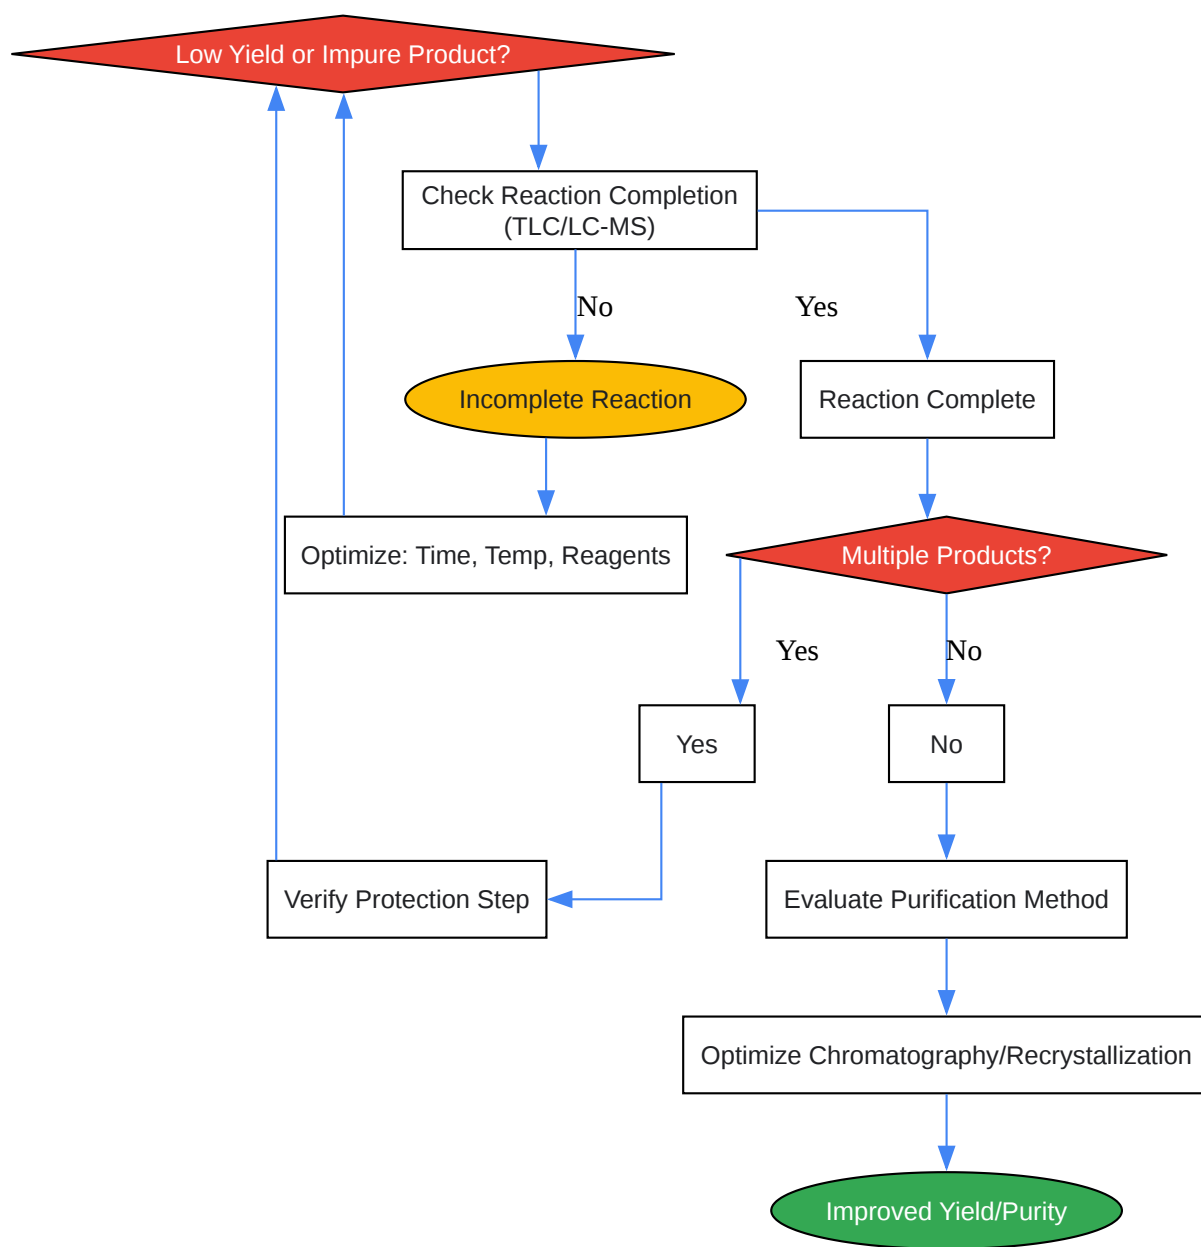 Low Yield or Impure Product?
Check Reaction Completion
(TLC/LC-MS)
No
Yes
Incomplete Reaction
Reaction Complete
Optimize: Time, Temp, Reagents
Multiple Products?
Yes
No
Yes
No
Verify Protection Step
Evaluate Purification Method
Optimize Chromatography/Recrystallization
Improved Yield/Purity